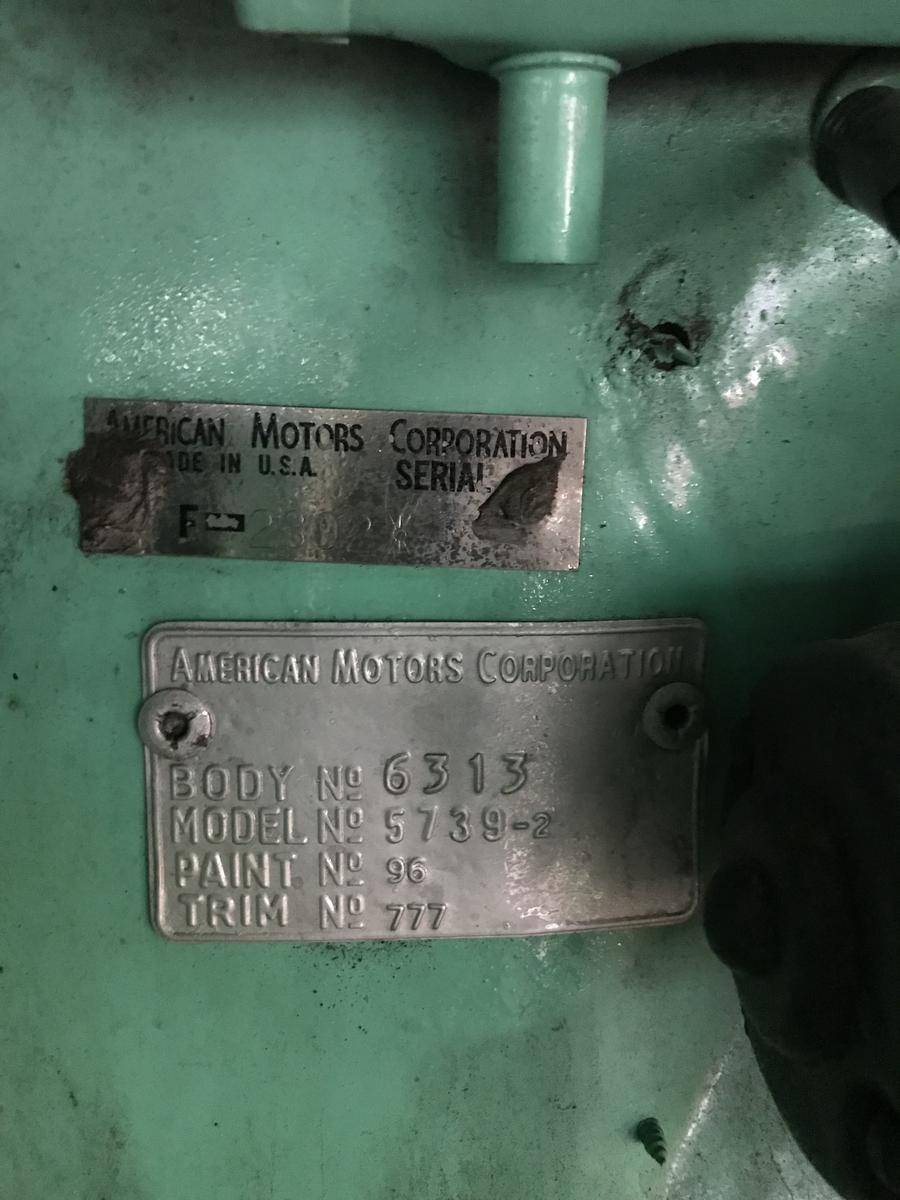 AMERICAN MOTORS CORPORATION
MADE IN U.S.A. SERIAL
F-
AMERICAN MOTORS CORPORATION
BODY Nº 6313
MODEL Nº 5739-2
PAINT Nº 96
TRIM Nº 777